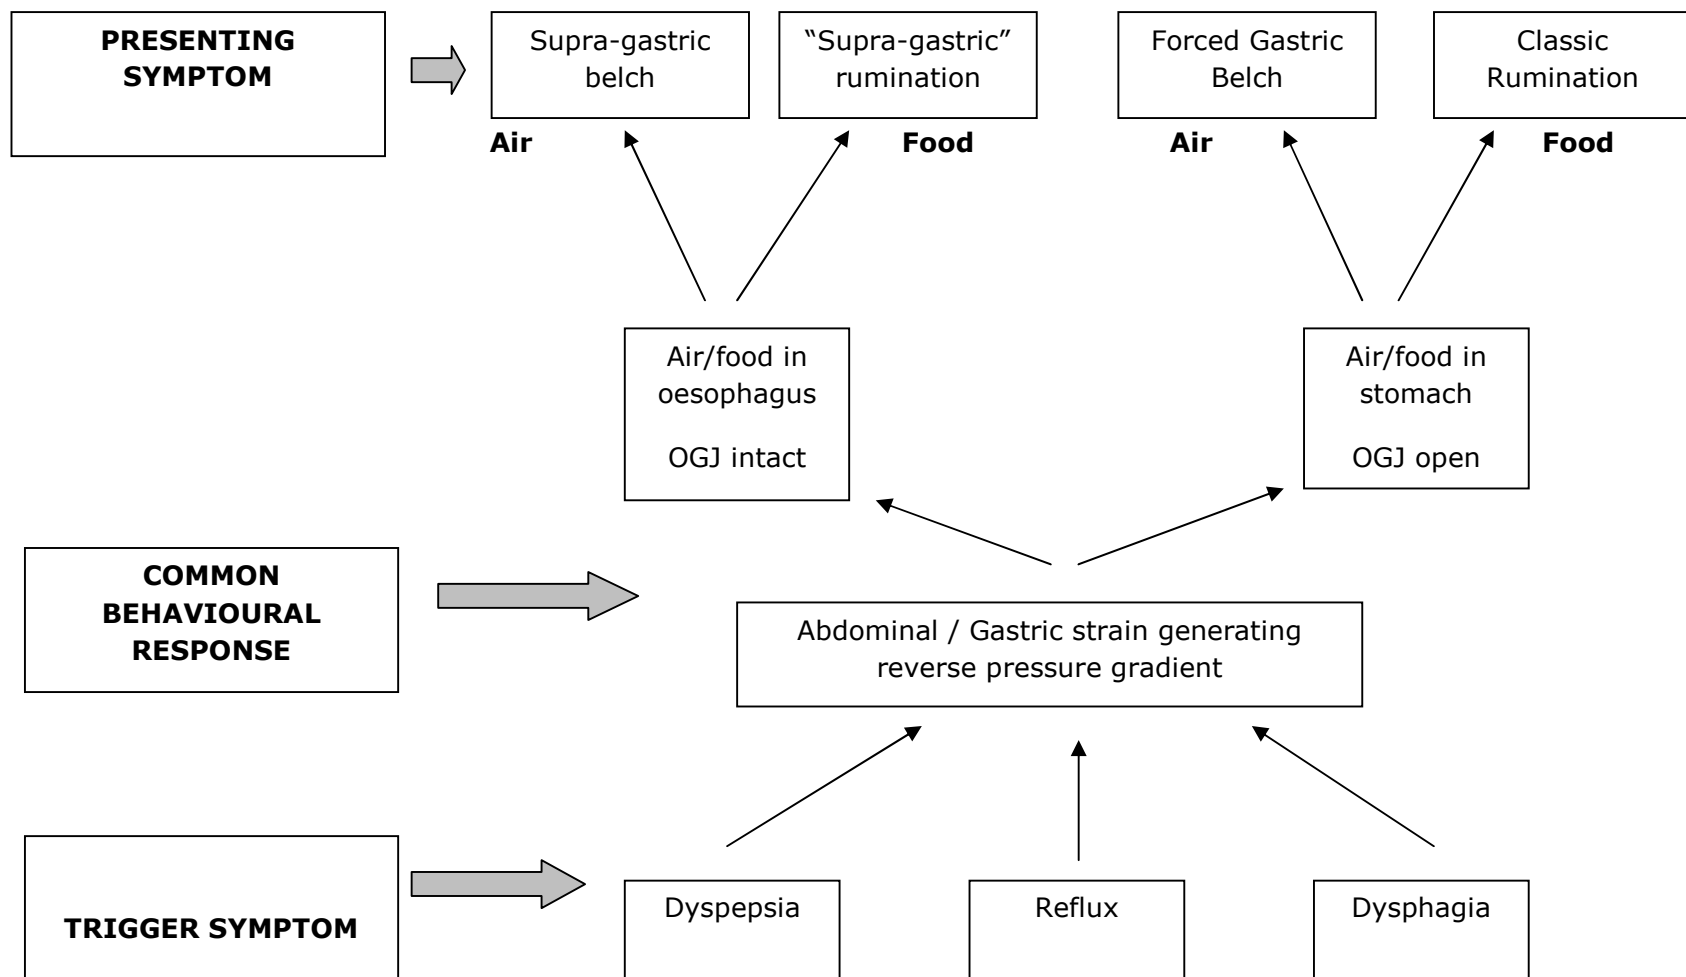 PRESENTING
SYMPTOM
Supra-gastric
belch
“Supra-gastric”
rumination
Forced Gastric
Belch
Classic
Rumination
Air
Food
Air
Food
Air/food in
oesophagus
OGJ intact
Air/food in
stomach
OGJ open
COMMON
BEHAVIOURAL
RESPONSE
Abdominal / Gastric strain generating
reverse pressure gradient
TRIGGER SYMPTOM
Dyspepsia
Reflux
Dysphagia